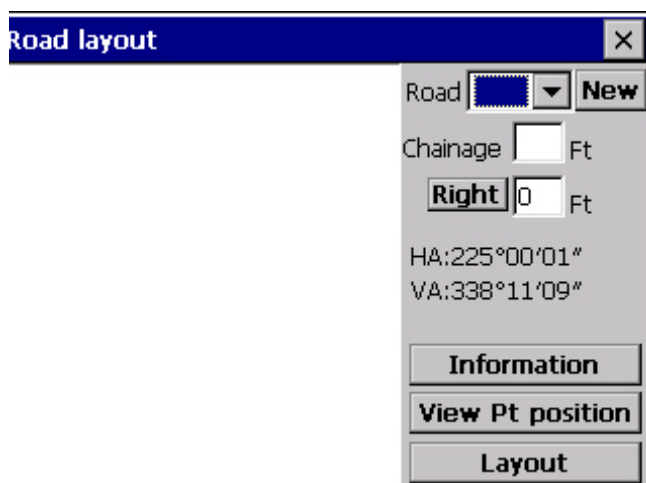 Road layout
Road New
Chainage Ft
Right 0 Ft
HA:225°00'01"
VA:338°11'09"
Information
View Pt position
Layout